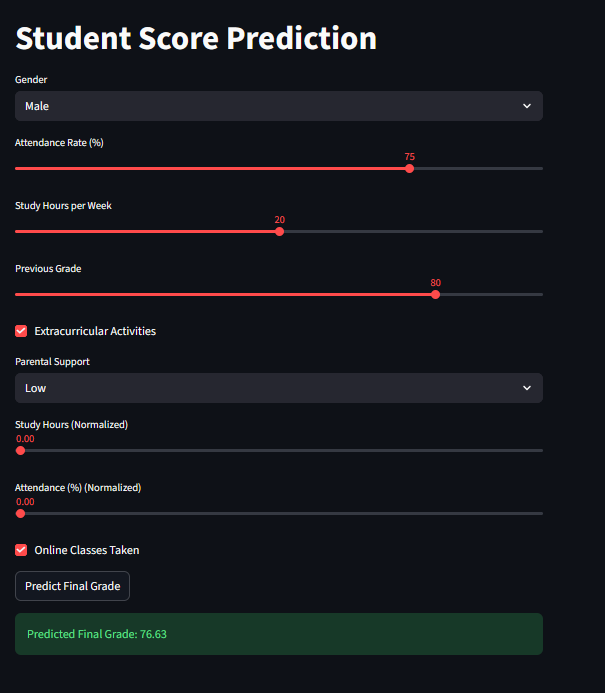 Student Score Prediction
Gender
Male
Attendance Rate (%)
75
Study Hours per Week
20
Previous Grade
80
Extracurricular Activities
Parental Support
Low
Study Hours (Normalized)
0.00
Attendance (%) (Normalized)
0.00
Online Classes Taken
Predict Final Grade
Predicted Final Grade: 76.63